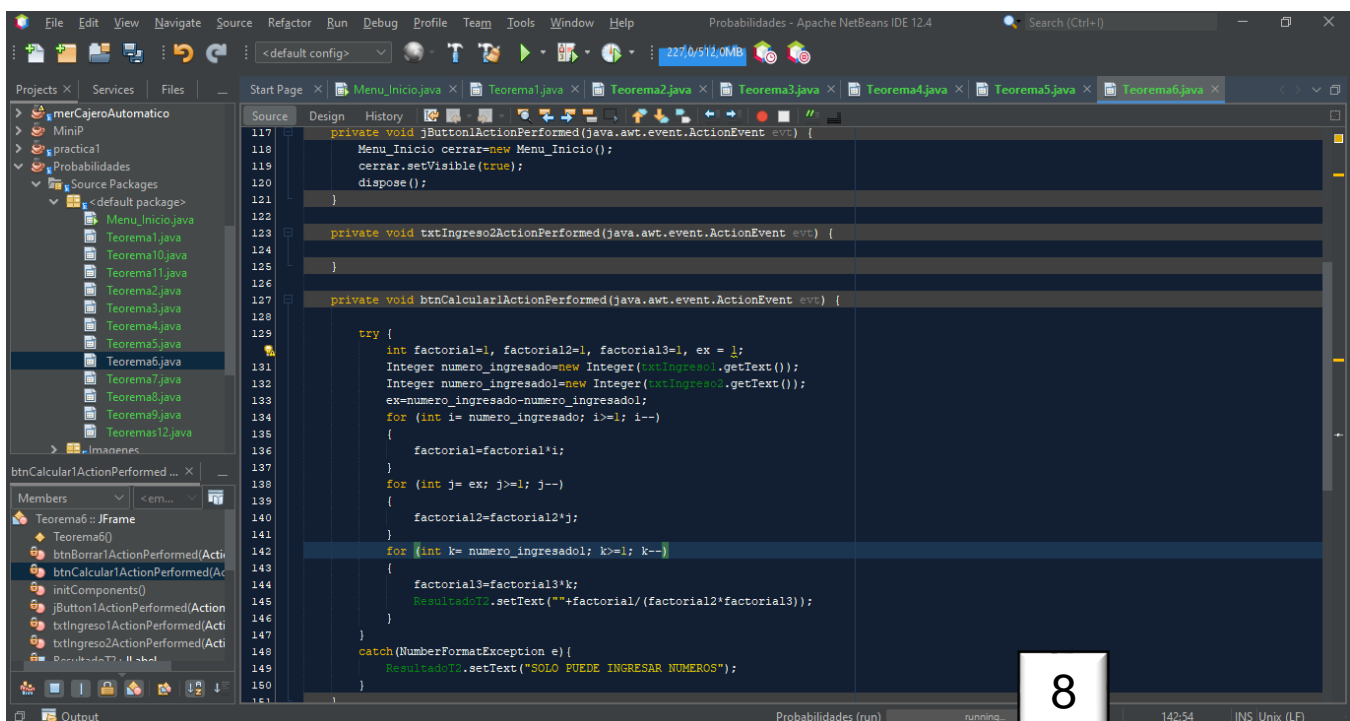 File Edit View Navigate Source Refactor Run Debug Profile Team Tools Window Help Probabilidades - Apache NetBeans IDE 12.4 Search (Ctrl+I)
<default config> 227,0/512,0MB
Projects Services Files
Start Page Menu_Inicio.java Teorema1.java Teorema2.java Teorema3.java Teorema4.java Teorema5.java Teorema6.java
merCajeroAutomatico
MiniP
practica1
Probabilidades
Source Packages
<default package>
Menu_Inicio.java
Teorema1.java
Teorema10.java
Teorema11.java
Teorema2.java
Teorema3.java
Teorema4.java
Teorema5.java
Teorema6.java
Teorema7.java
Teorema8.java
Teorema9.java
Teoremas12.java
Imagenes
btnCalcular1ActionPerformed ...
Members <em...
Teorema6 :: JFrame
Teorema6()
btnBorrar1ActionPerformed(Acti
btnCalcular1ActionPerformed(Ac
initComponents()
jButton1ActionPerformed(Action
txtIngreso1ActionPerformed(Acti
txtIngreso2ActionPerformed(Acti
ResultadoT2 : JLabel
Source Design History
117 private void jButton1ActionPerformed(java.awt.event.ActionEvent evt) {
118 Menu_Inicio cerrar=new Menu_Inicio();
119 cerrar.setVisible(true);
120 dispose();
121 }
122
123 private void txtIngreso2ActionPerformed(java.awt.event.ActionEvent evt) {
124
125 }
126
127 private void btnCalcular1ActionPerformed(java.awt.event.ActionEvent evt) {
128
129 try {
int factorial=1, factorial2=1, factorial3=1, ex = 1;
131 Integer numero_ingresado=new Integer(txtIngreso1.getText());
132 Integer numero_ingresado1=new Integer(txtIngreso2.getText());
133 ex=numero_ingresado-numero_ingresado1;
134 for (int i= numero_ingresado; i>=1; i--)
135 {
136 factorial=factorial*i;
137 }
138 for (int j= ex; j>=1; j--)
139 {
140 factorial2=factorial2*j;
141 }
142 for (int k= numero_ingresado1; k>=1; k--)
143 {
144 factorial3=factorial3*k;
145 ResultadoT2.setText(""+factorial/(factorial2*factorial3));
146 }
147 }
148 catch(NumberFormatException e){
149 ResultadoT2.setText("SOLO PUEDE INGRESAR NUMEROS");
150 }
151 }
8
Output Probabilidades (run) running... 142:54 INS Unix (LF)